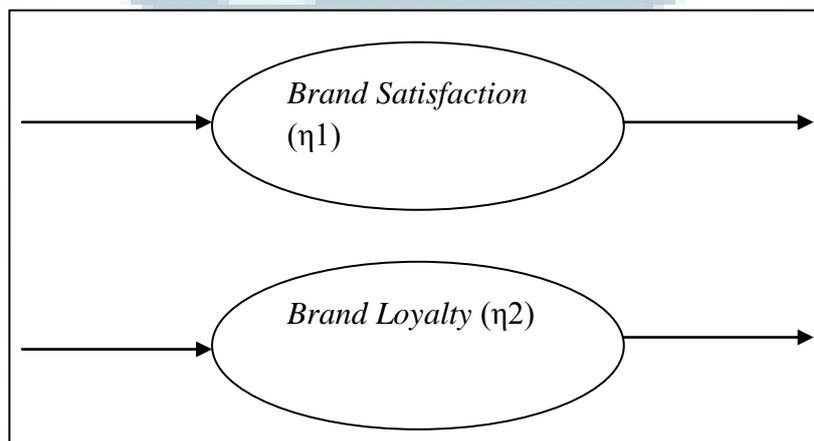 Brand Satisfaction
(η1)
Brand Loyalty (η2)